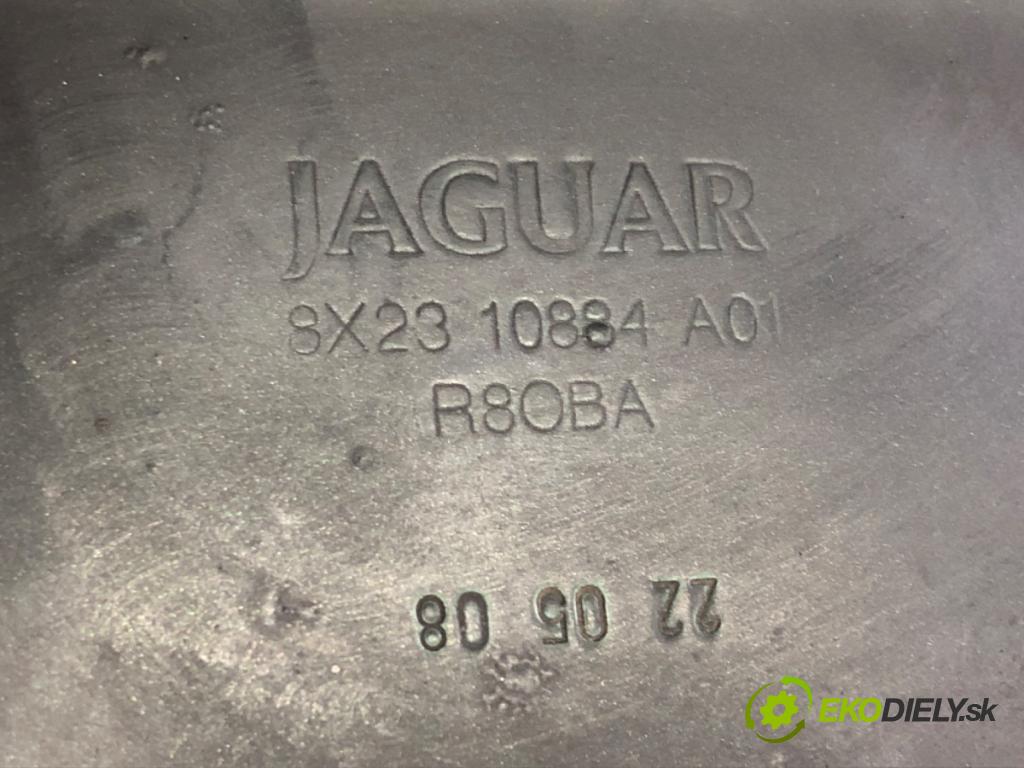 JAGUAR
8X23 10884 A01
R8OBA
22 05 08
EKODIELY.sk